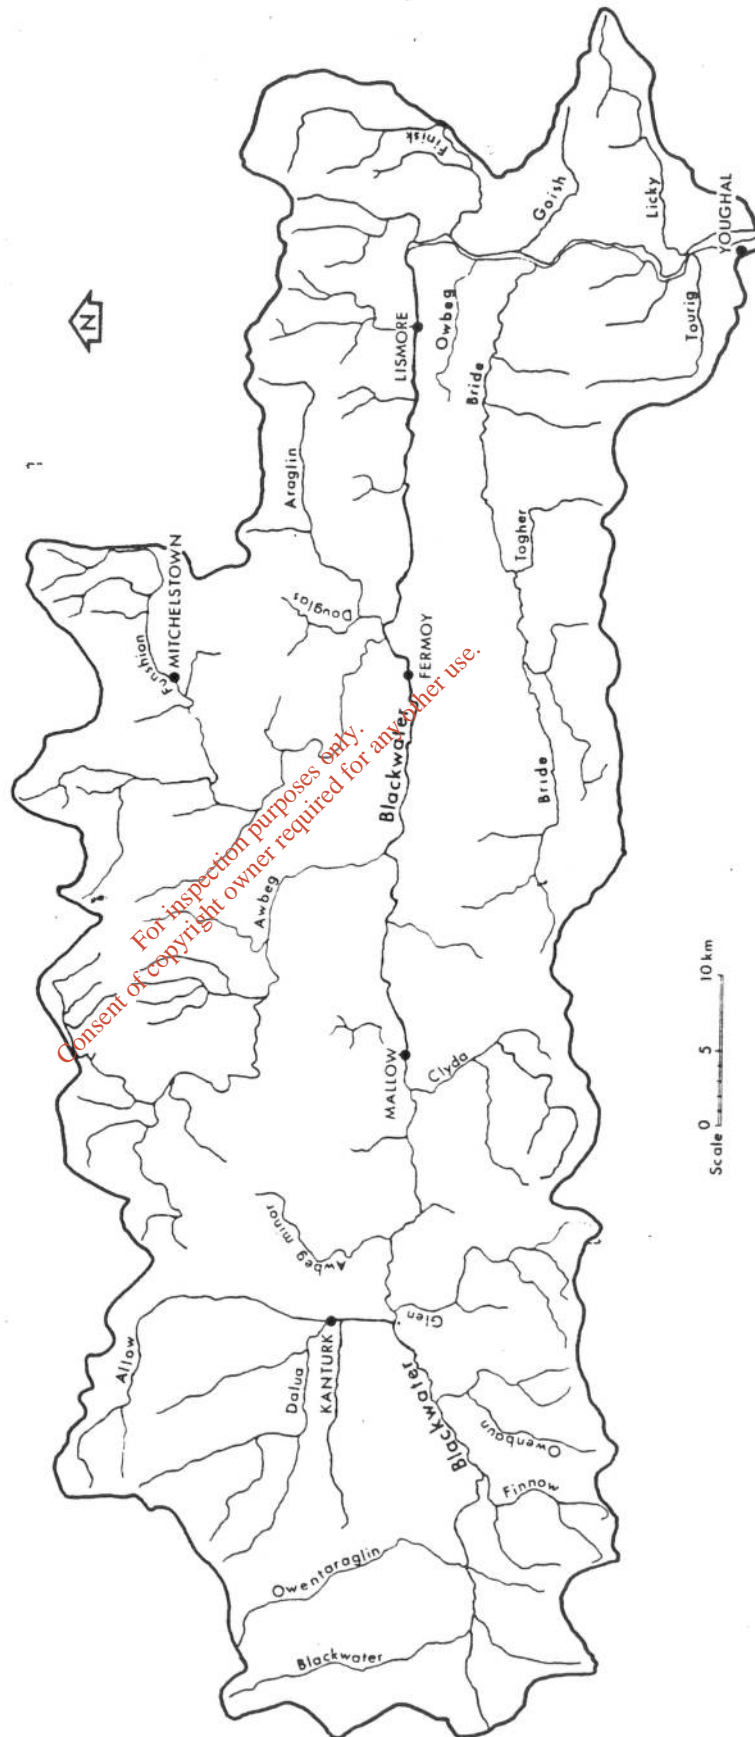 N
Finisk
Goish
Licky
YOUGHAL
Tourig
Owbeg
LISMORE
Bride
Araglin
Tagher
MITCHELSTOWN
Funshian
Douglas
FERMOY
Blackwater
Bride
Awbeg
For inspection purposes only.
Consent of copyright owner required for any other use.
MALLOW
Clyda
Awbeg minor
Glen
Allow
Dalua
KANTURK
Blackwater
Owenbaun
Finnow
Owentaraglin
Blackwater
Scale 0 5 10 km